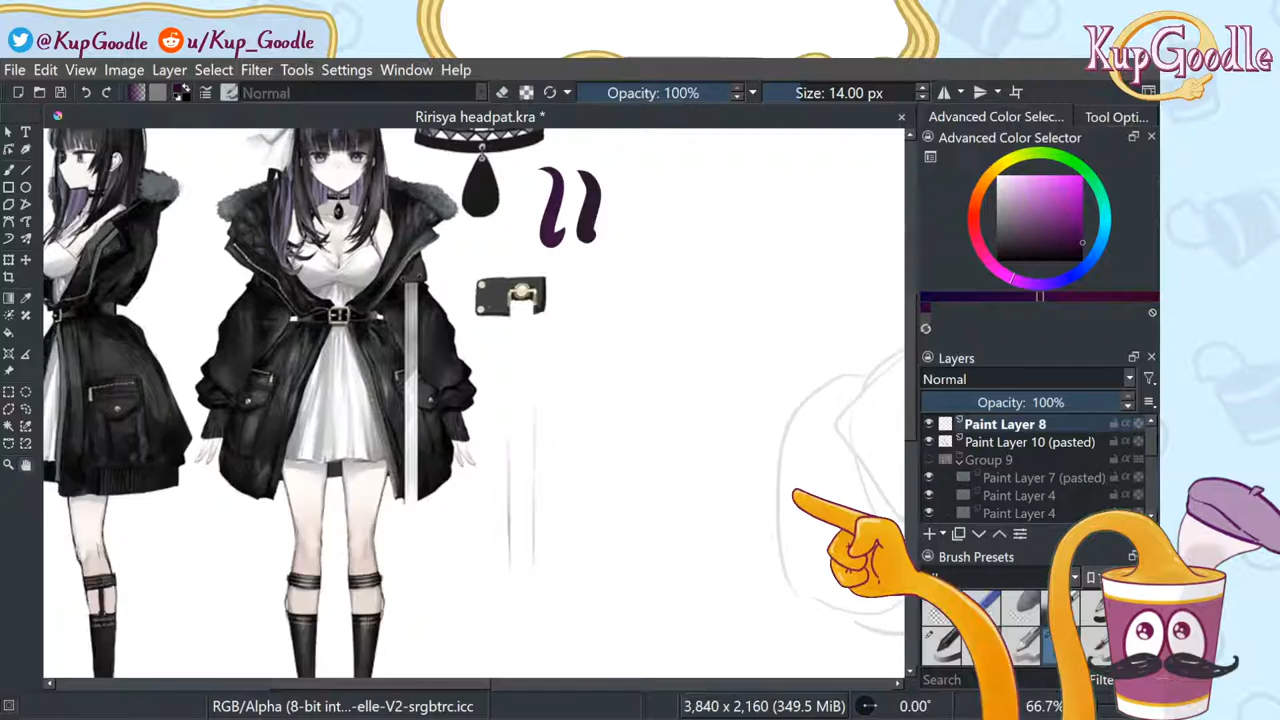 @KupGoodle u/Kup_Goodle
KupGoodle
File Edit View Image Layer Select Filter Tools Settings Window Help
Normal Opacity: 100% Size: 14.00 px
Ririsya headpat.kra *
Advanced Color Selec... Tool Opti...
Advanced Color Selector
Layers
Normal
Opacity: 100%
Paint Layer 8
Paint Layer 10 (pasted)
Group 9
Paint Layer 7 (pasted)
Paint Layer 4
Paint Layer 4
Brush Presets
Search
RGB/Alpha (8-bit int...-elle-V2-srgbtrc.icc 3,840 x 2,160 (349.5 MiB) 0.00° 66.7%